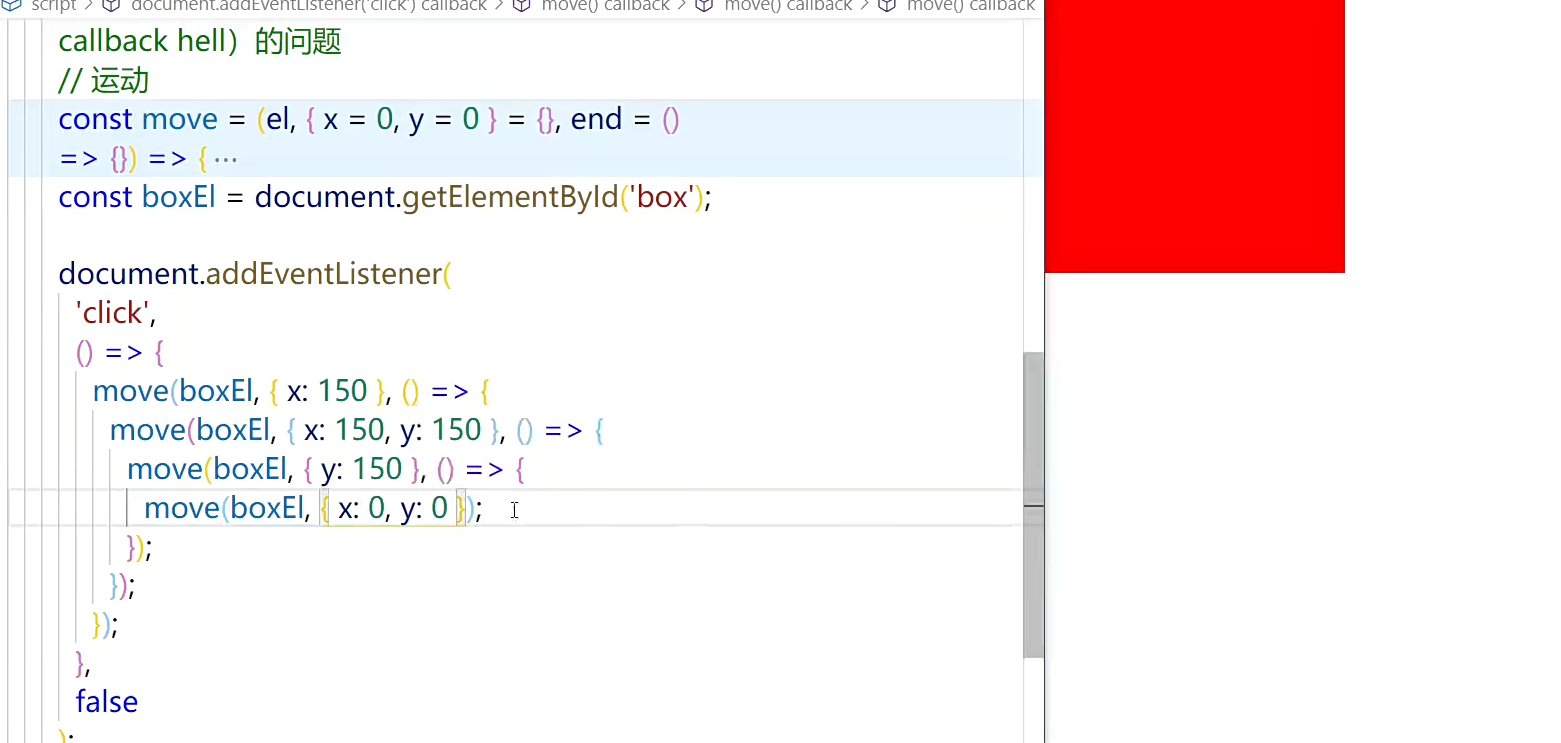 script > document.addEventListener('click') callback > move() callback > move() callback > move() callback
callback hell）的问题
// 运动
const move = (el, { x = 0, y = 0 } = {}, end = ()
=> {}) => { ⋯
const boxEl = document.getElementById('box');
document.addEventListener(
'click',
() => {
move(boxEl, { x: 150 }, () => {
move(boxEl, { x: 150, y: 150 }, () => {
move(boxEl, { y: 150 }, () => {
move(boxEl, { x: 0, y: 0 });
});
});
});
},
false
);